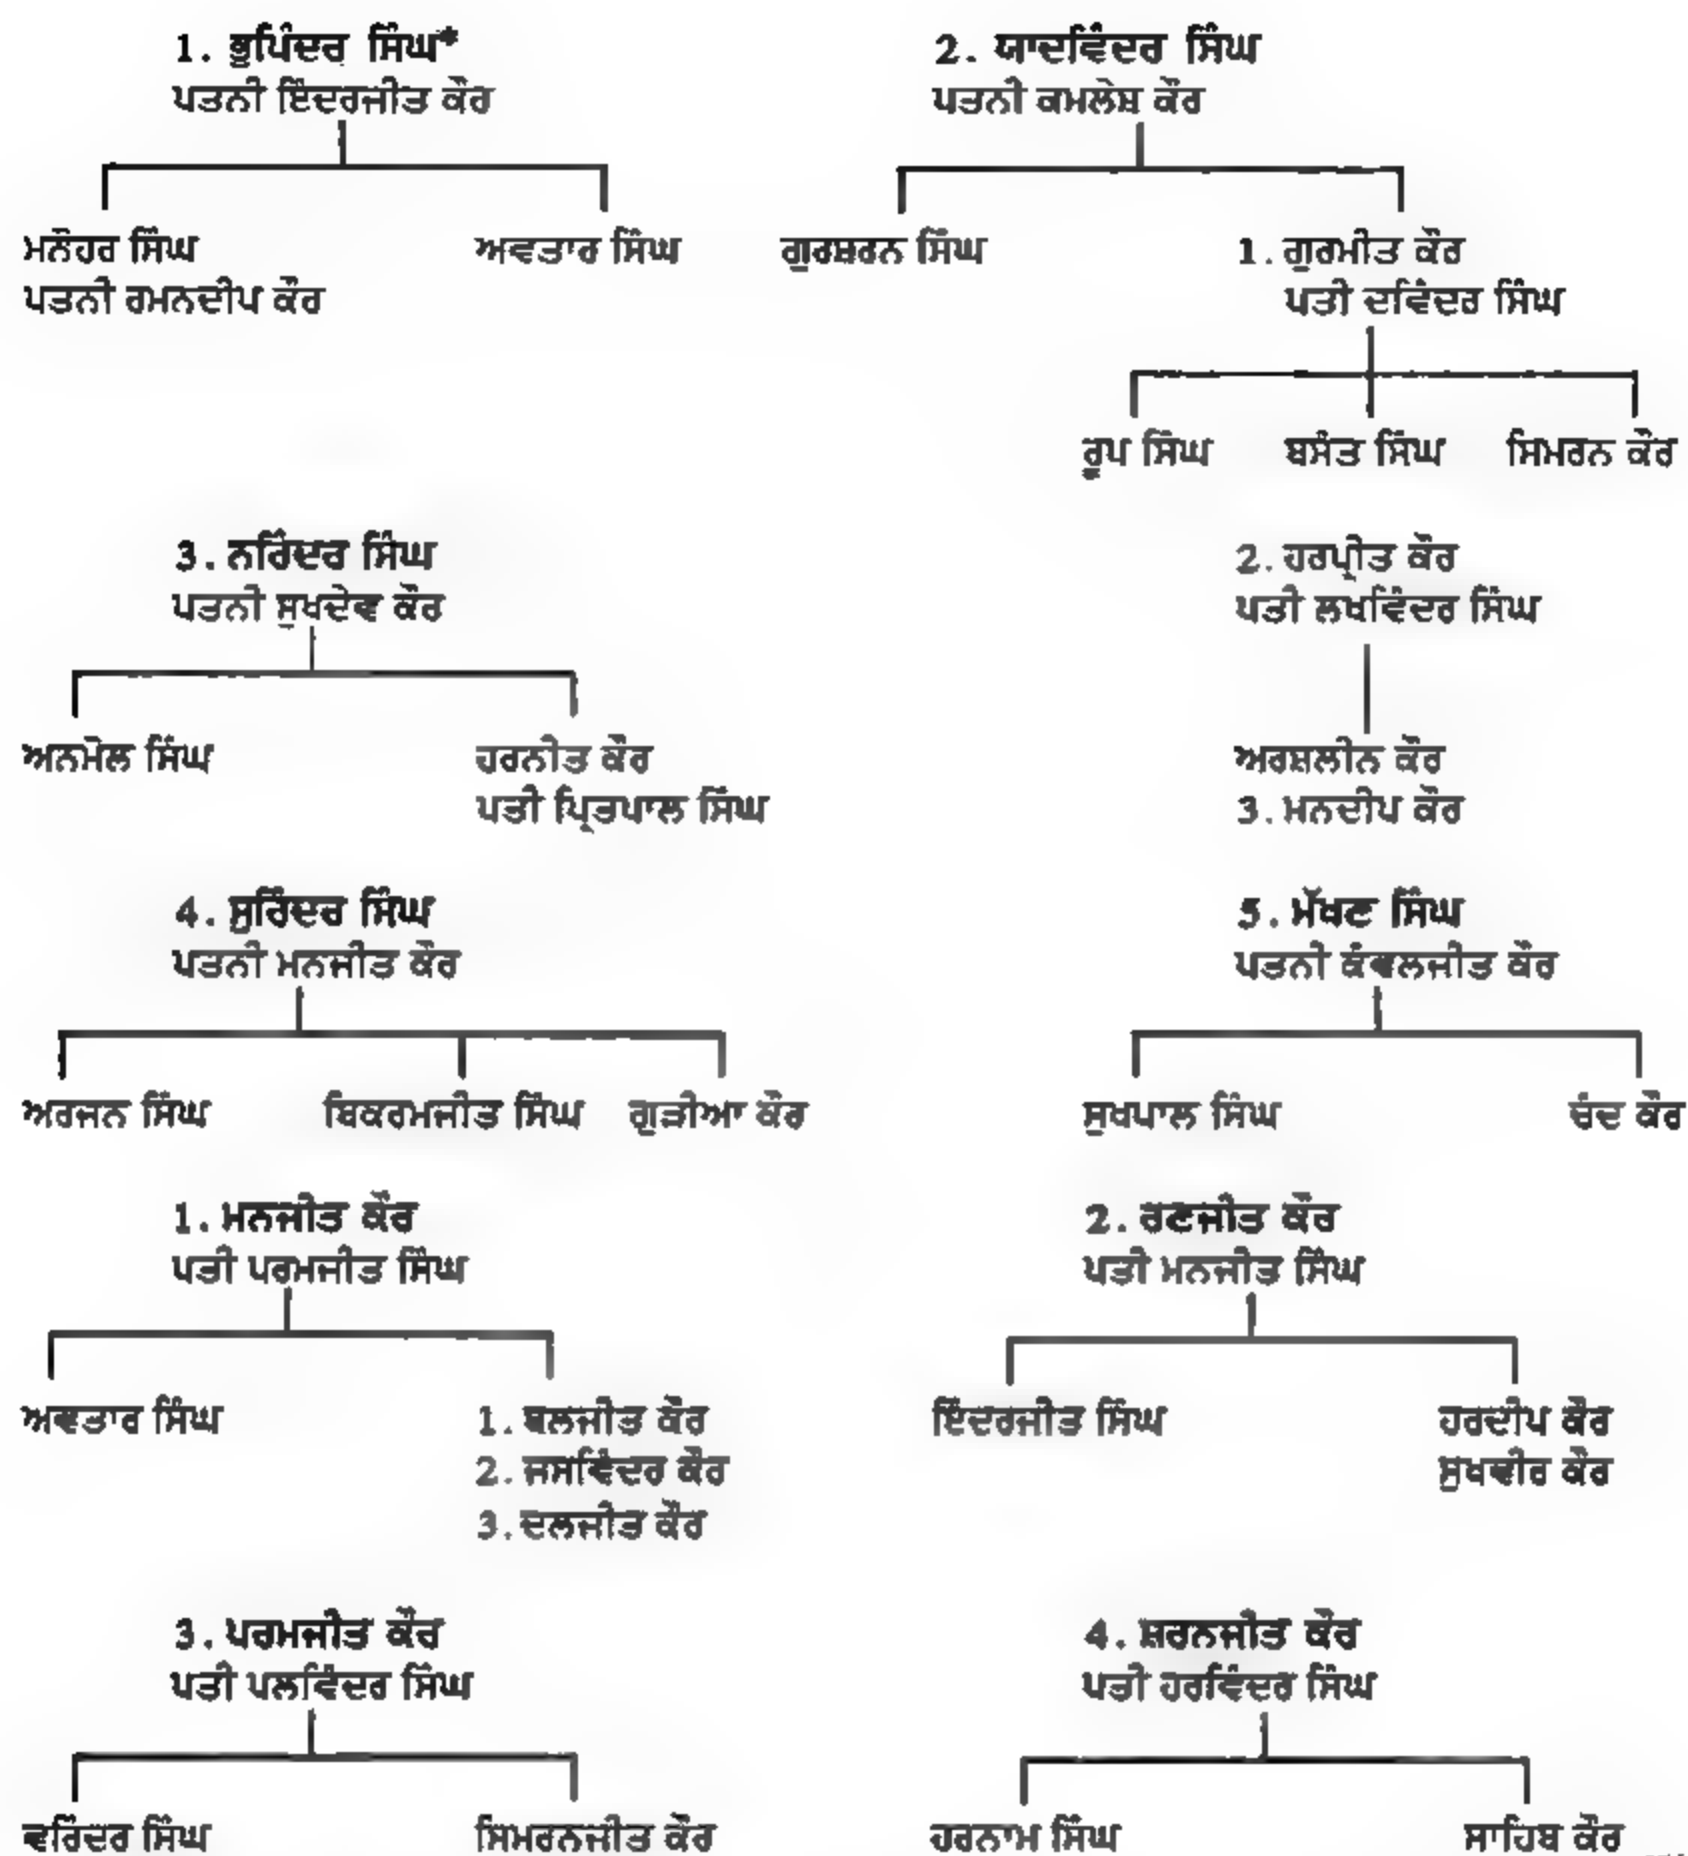 1. ਭੁਪਿੰਦਰ ਸਿੰਘ*
ਪਤਨੀ ਇੰਦਰਜੀਤ ਕੌਰ
2. ਯਾਦਵਿੰਦਰ ਸਿੰਘ
ਪਤਨੀ ਕਮਲੇਸ਼ ਕੌਰ
ਮਨੋਹਰ ਸਿੰਘ
ਪਤਨੀ ਰਮਨਦੀਪ ਕੌਰ
ਅਵਤਾਰ ਸਿੰਘ
ਗੁਰਸ਼ਰਨ ਸਿੰਘ
1. ਗੁਰਮੀਤ ਕੌਰ
ਪਤੀ ਦਵਿੰਦਰ ਸਿੰਘ
ਰੂਪ ਸਿੰਘ
ਬਸੰਤ ਸਿੰਘ
ਸਿਮਰਨ ਕੌਰ
3. ਨਰਿੰਦਰ ਸਿੰਘ
ਪਤਨੀ ਸੁਖਦੇਵ ਕੌਰ
2. ਹਰਪ੍ਰੀਤ ਕੌਰ
ਪਤੀ ਲਖਵਿੰਦਰ ਸਿੰਘ
ਅਨਮੋਲ ਸਿੰਘ
ਹਰਨੀਤ ਕੌਰ
ਪਤੀ ਪ੍ਰਿਤਪਾਲ ਸਿੰਘ
ਅਰਸ਼ਲੀਨ ਕੌਰ
3. ਮਨਦੀਪ ਕੌਰ
4. ਸੁਰਿੰਦਰ ਸਿੰਘ
ਪਤਨੀ ਮਨਜੀਤ ਕੌਰ
5. ਮੱਖਣ ਸਿੰਘ
ਪਤਨੀ ਕੰਵਲਜੀਤ ਕੌਰ
ਅਰਜਨ ਸਿੰਘ
ਬਿਕਰਮਜੀਤ ਸਿੰਘ
ਗੁੜੀਆ ਕੌਰ
ਸੁਖਪਾਲ ਸਿੰਘ
ਚੰਦ ਕੌਰ
1. ਮਨਜੀਤ ਕੌਰ
ਪਤੀ ਪਰਮਜੀਤ ਸਿੰਘ
2. ਰਣਜੀਤ ਕੌਰ
ਪਤੀ ਮਨਜੀਤ ਸਿੰਘ
ਅਵਤਾਰ ਸਿੰਘ
1. ਬਲਜੀਤ ਕੌਰ
2. ਜਸਵਿੰਦਰ ਕੌਰ
3. ਦਲਜੀਤ ਕੌਰ
ਇੰਦਰਜੀਤ ਸਿੰਘ
ਹਰਦੀਪ ਕੌਰ
ਸੁਖਵੀਰ ਕੌਰ
3. ਪਰਮਜੀਤ ਕੌਰ
ਪਤੀ ਪਲਵਿੰਦਰ ਸਿੰਘ
4. ਸ਼ਰਨਜੀਤ ਕੌਰ
ਪਤੀ ਹਰਵਿੰਦਰ ਸਿੰਘ
ਵਰਿੰਦਰ ਸਿੰਘ
ਸਿਮਰਨਜੀਤ ਕੌਰ
ਹਰਨਾਮ ਸਿੰਘ
ਸਾਹਿਬ ਕੌਰ